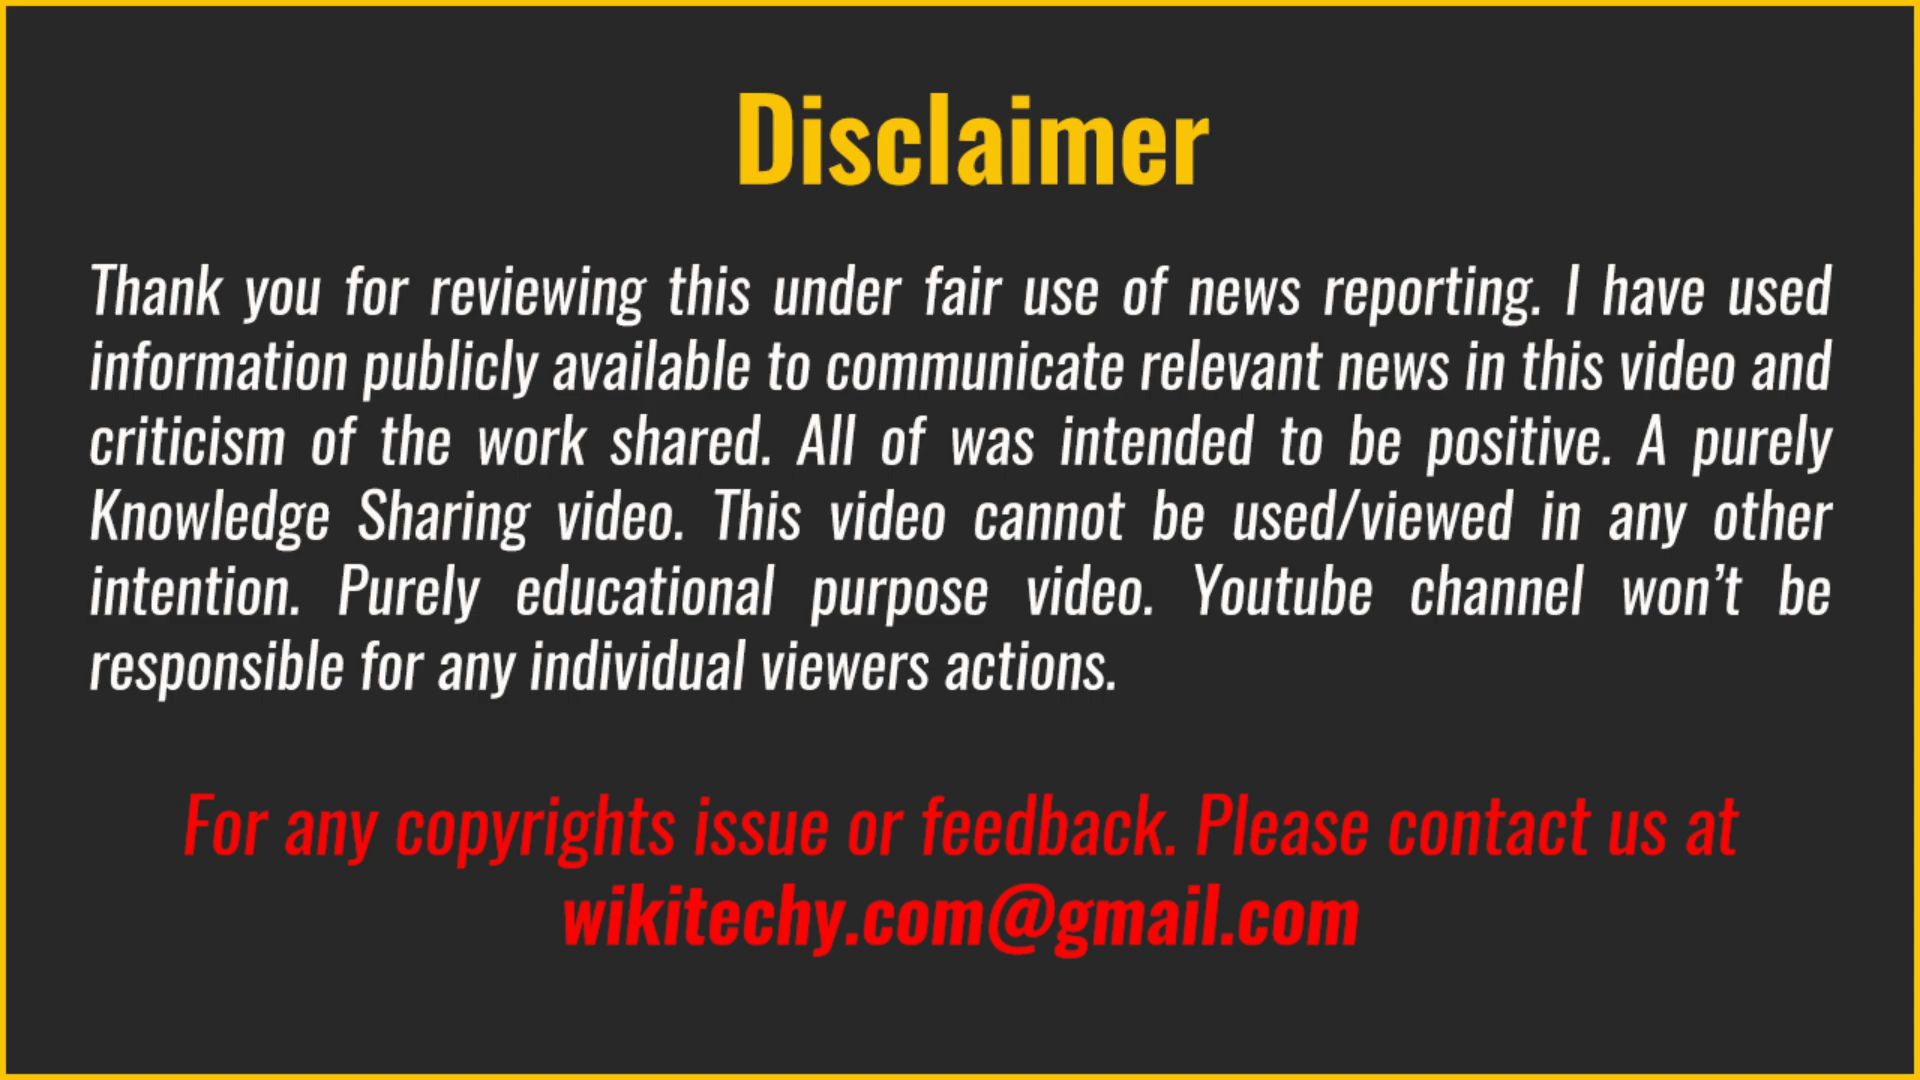 Disclaimer
Thank you for reviewing this under fair use of news reporting. I have used
information publicly available to communicate relevant news in this video and
criticism of the work shared. All of was intended to be positive. A purely
Knowledge Sharing video. This video cannot be used/viewed in any other
intention. Purely educational purpose video. Youtube channel won’t be
responsible for any individual viewers actions.
For any copyrights issue or feedback. Please contact us at
wikitechy.com@gmail.com